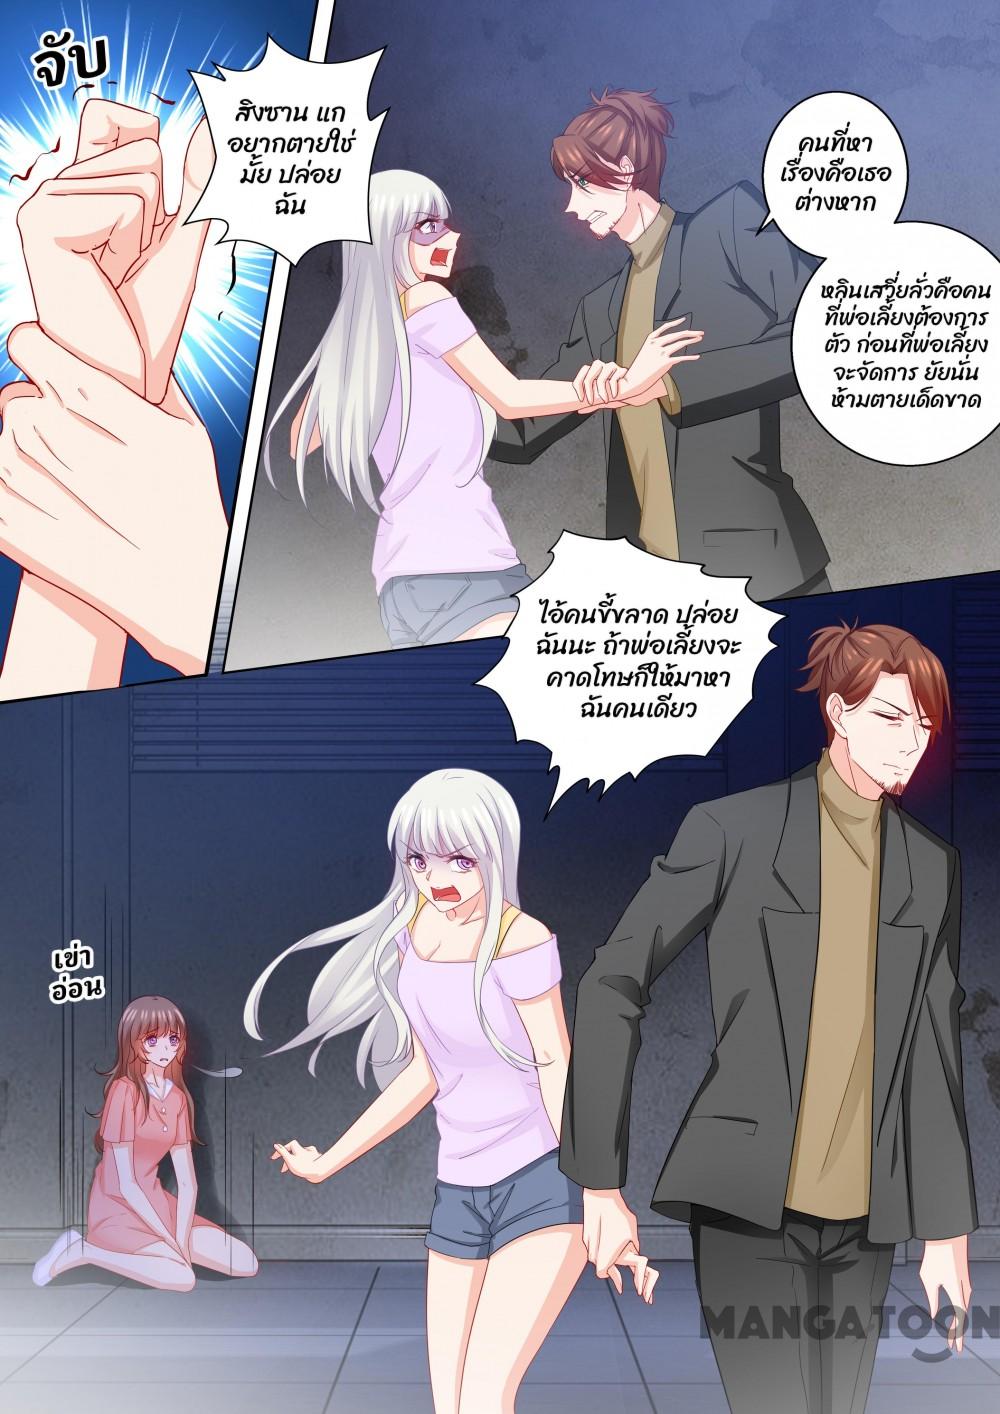 จับ
สิงซาน แก
อยากตายใช่
มั้ย ปล่อย
ฉัน
คนที่หา
เรื่องคือเธอ
ต่างหาก
หลินเสวี่ยลั่วคือคน
ที่พ่อเลี้ยงต้องการ
ตัว ก่อนที่พ่อเลี้ยง
จะจัดการ ยัยนั่น
ห้ามตายเด็ดขาด
ไอ้คนขี้ขลาด ปล่อย
ฉันนะ ถ้าพ่อเลี้ยงจะ
คาดโทษก็ให้มาหา
ฉันคนเดียว
เข่า
อ่อน
MANGATOON